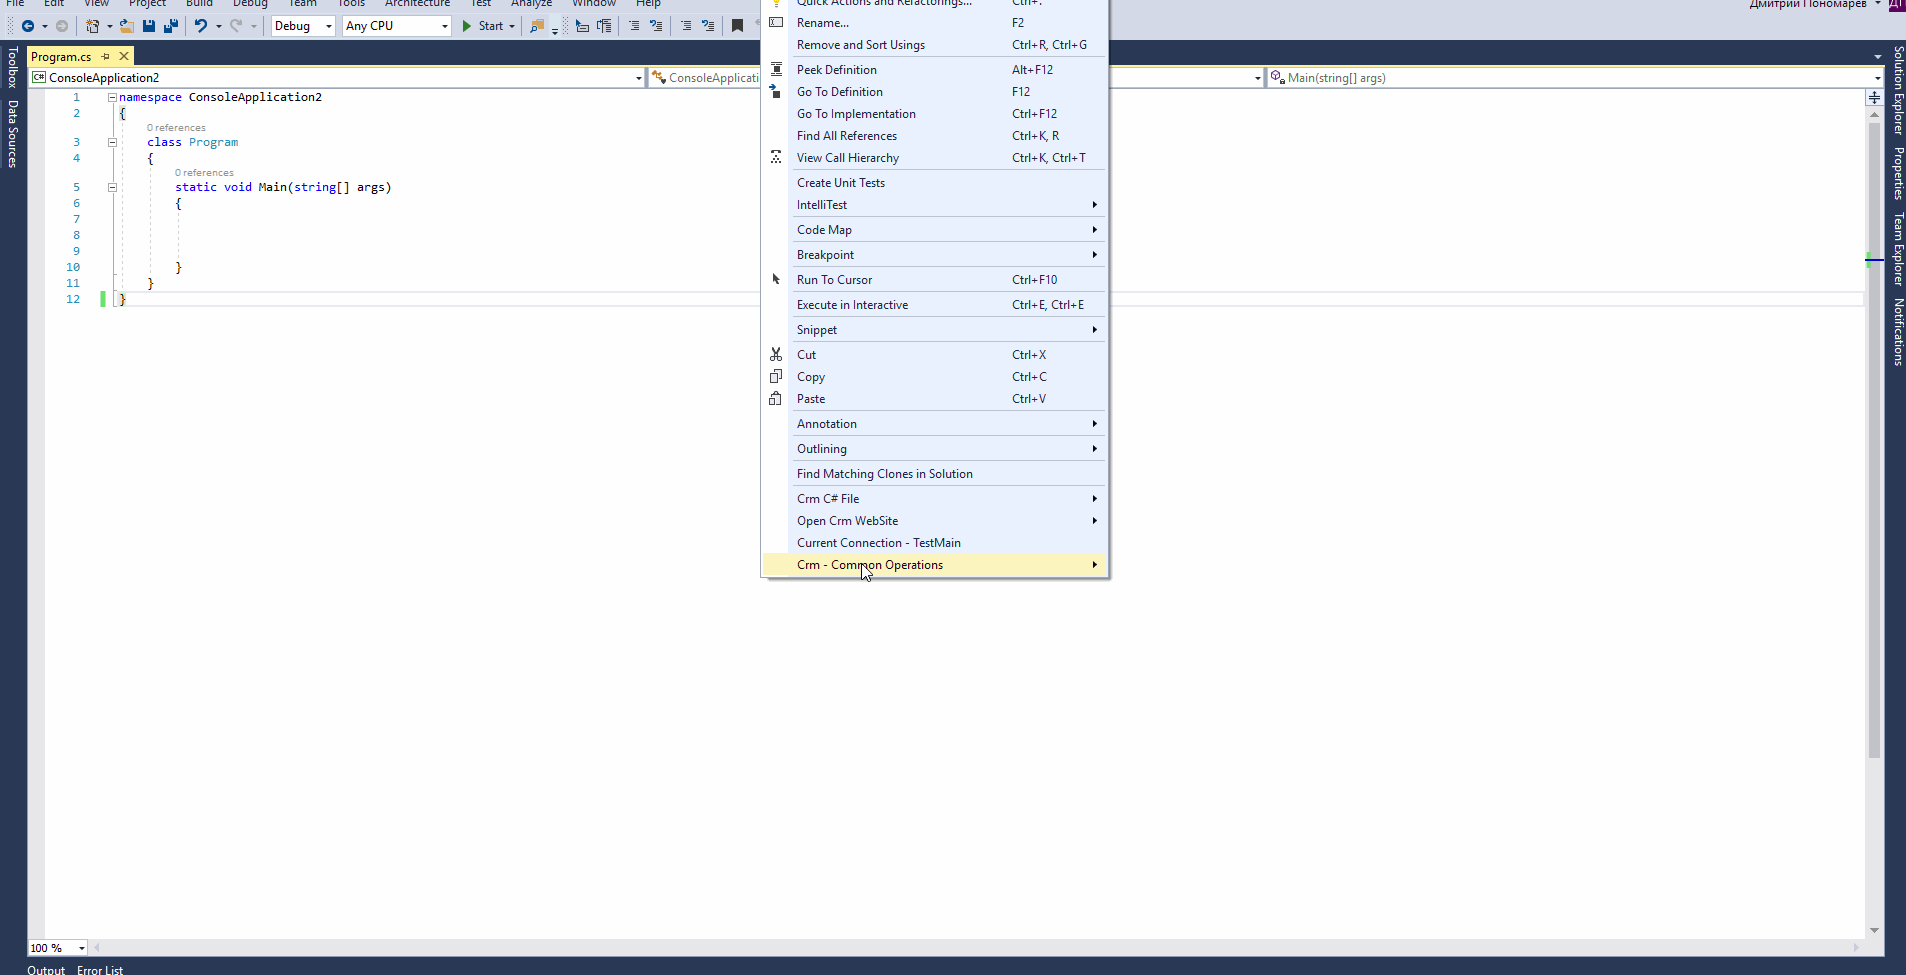 File Edit View Project Build Debug Team Tools Architecture Test Analyze Window Help
Дмитрий Пономарев ДП
Debug Any CPU Start
Toolbox
Data Sources
Program.cs
ConsoleApplication2
Main(string[] args)
1 namespace ConsoleApplication2
2 {
0 references
3 class Program
4 {
0 references
5 static void Main(string[] args)
6 {
7
8
9
10 }
11 }
12 }
Quick Actions and Refactorings... Ctrl+.
Rename... F2
Remove and Sort Usings Ctrl+R, Ctrl+G
Peek Definition Alt+F12
Go To Definition F12
Go To Implementation Ctrl+F12
Find All References Ctrl+K, R
View Call Hierarchy Ctrl+K, Ctrl+T
Create Unit Tests
IntelliTest
Code Map
Breakpoint
Run To Cursor Ctrl+F10
Execute in Interactive Ctrl+E, Ctrl+E
Snippet
Cut Ctrl+X
Copy Ctrl+C
Paste Ctrl+V
Annotation
Outlining
Find Matching Clones in Solution
Crm C# File
Open Crm WebSite
Current Connection - TestMain
Crm - Common Operations
Solution Explorer
Properties
Team Explorer
Notifications
100 %
Output Error List